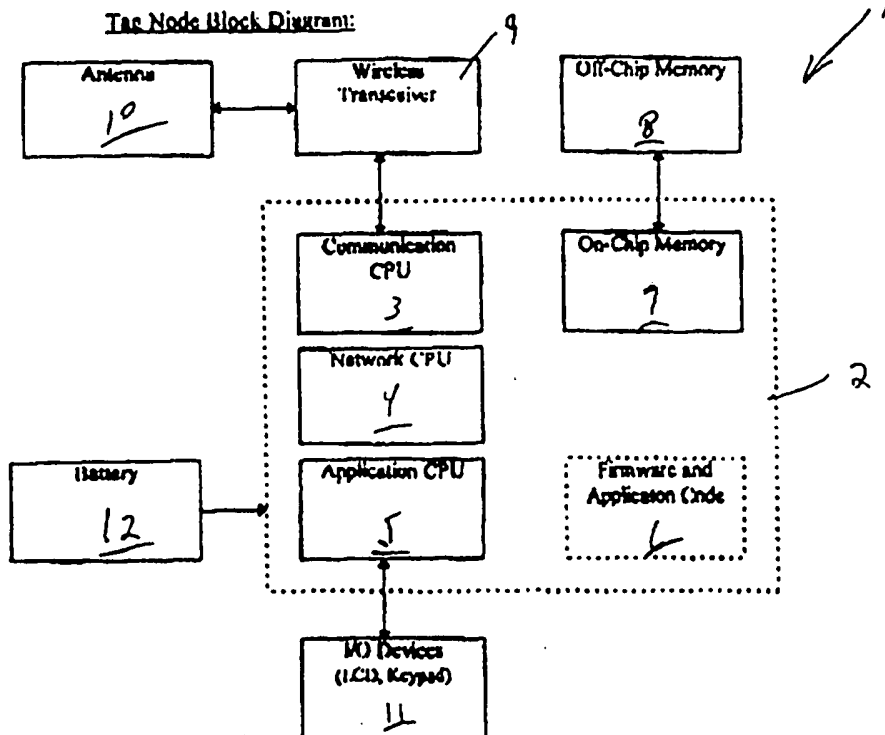 Tag Node Block Diagram:
Antenna
10
Wireless
Transceiver
9
Off-Chip Memory
8
Communication
CPU
3
On-Chip Memory
7
Network CPU
4
2
Battery
12
Application CPU
5
Firmware and
Applicaton Code
6
I/O Devices
(LCD, Keypad)
11